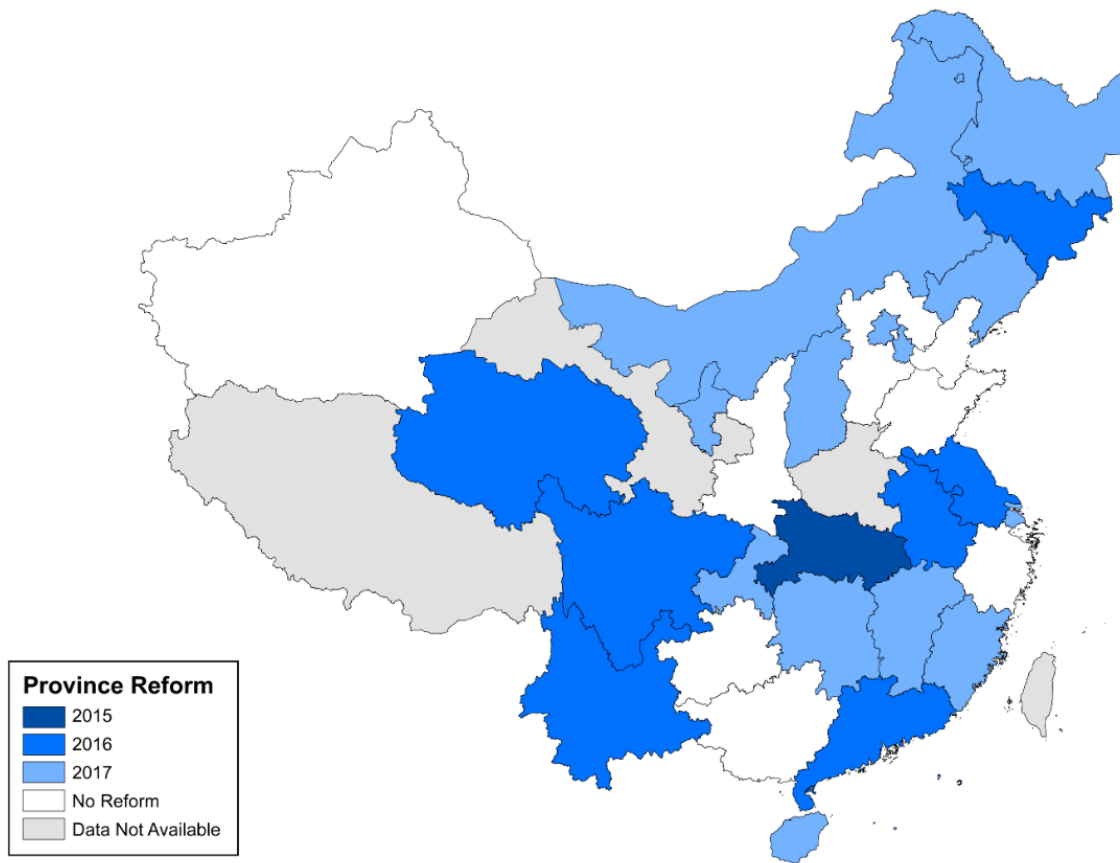 Province Reform
2015
2016
2017
No Reform
Data Not Available